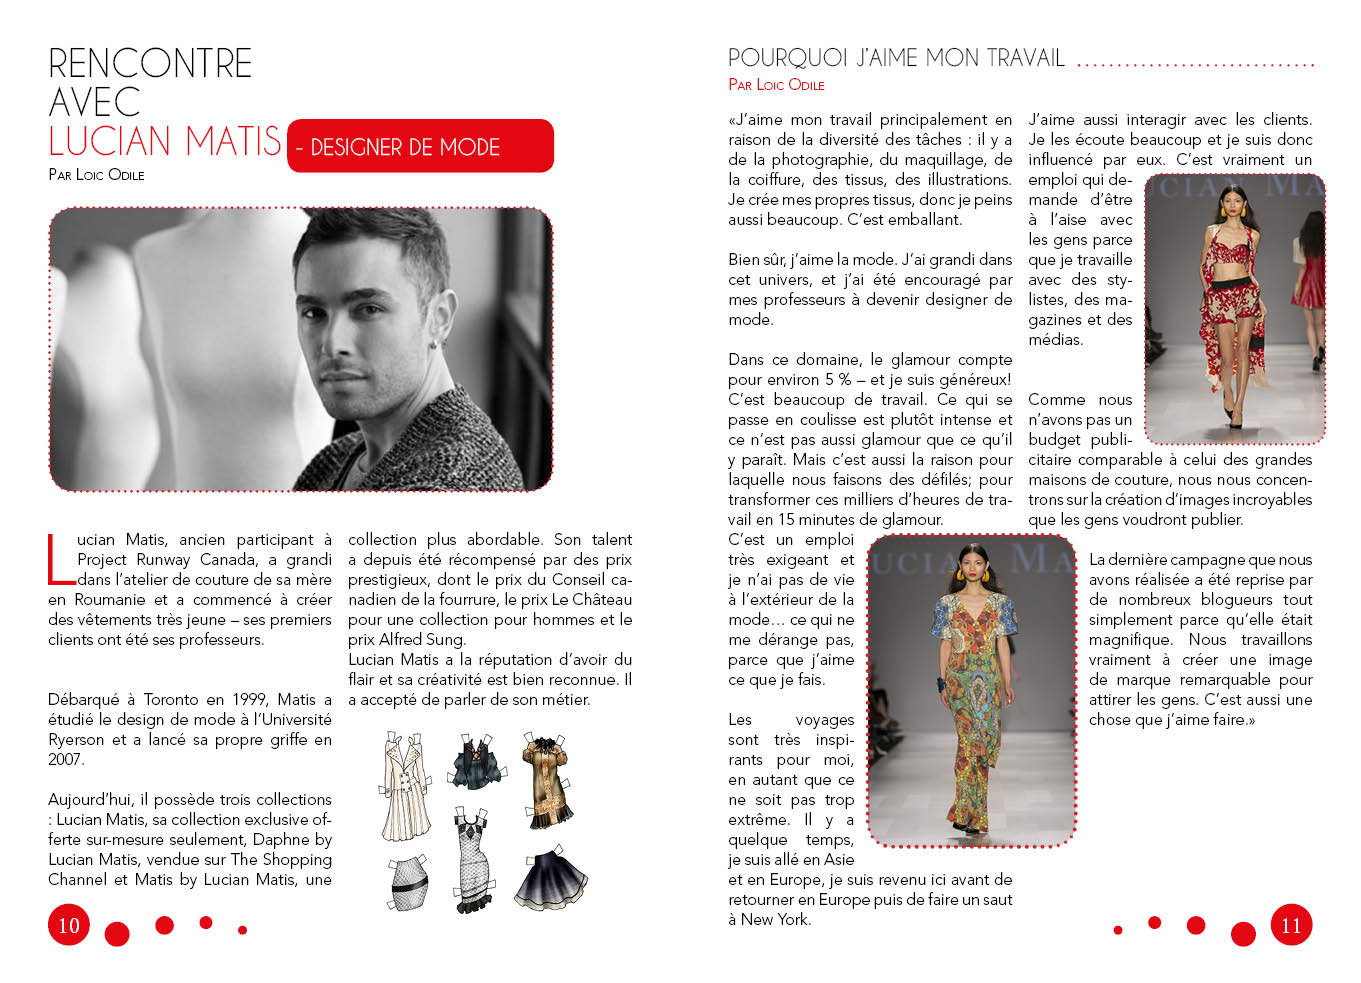 RENCONTRE
AVEC
LUCIAN MATIS - DESIGNER DE MODE
Par Loic Odile
Lucian Matis, ancien participant à
Project Runway Canada, a grandi
dans l'atelier de couture de sa mère
en Roumanie et a commencé à créer
des vêtements très jeune – ses premiers
clients ont été ses professeurs.
Débarqué à Toronto en 1999, Matis a
étudié le design de mode à l'Université
Ryerson et a lancé sa propre griffe en
2007.
Aujourd'hui, il possède trois collections
: Lucian Matis, sa collection exclusive of-
ferte sur-mesure seulement, Daphne by
Lucian Matis, vendue sur The Shopping
Channel et Matis by Lucian Matis, une
collection plus abordable. Son talent
a depuis été récompensé par des prix
prestigieux, dont le prix du Conseil ca-
nadien de la fourrure, le prix Le Château
pour une collection pour hommes et le
prix Alfred Sung.
Lucian Matis a la réputation d'avoir du
flair et sa créativité est bien reconnue. Il
a accepté de parler de son métier.
10
POURQUOI J'AIME MON TRAVAIL
Par Loic Odile
«J'aime mon travail principalement en
raison de la diversité des tâches : il y a
de la photographie, du maquillage, de
la coiffure, des tissus, des illustrations.
Je crée mes propres tissus, donc je peins
aussi beaucoup. C'est emballant.
Bien sûr, j'aime la mode. J'ai grandi dans
cet univers, et j'ai été encouragé par
mes professeurs à devenir designer de
mode.
Dans ce domaine, le glamour compte
pour environ 5 % – et je suis généreux!
C'est beaucoup de travail. Ce qui se
passe en coulisse est plutôt intense et
ce n'est pas aussi glamour que ce qu'il
y paraît. Mais c'est aussi la raison pour
laquelle nous faisons des défilés; pour
transformer ces milliers d'heures de tra-
vail en 15 minutes de glamour.
C'est un emploi
très exigeant et
je n'ai pas de vie
à l'extérieur de la
mode… ce qui ne
me dérange pas,
parce que j'aime
ce que je fais.
Les voyages
sont très inspi-
rants pour moi,
en autant que ce
ne soit pas trop
extrême. Il y a
quelque temps,
je suis allé en Asie
et en Europe, je suis revenu ici avant de
retourner en Europe puis de faire un saut
à New York.
UCIAN MA
J'aime aussi interagir avec les clients.
Je les écoute beaucoup et je suis donc
influencé par eux. C'est vraiment un
emploi qui de-
mande d'être
à l'aise avec
les gens parce
que je travaille
avec des sty-
listes, des ma-
gazines et des
médias.
UCIAN MA
Comme nous
n'avons pas un
budget publi-
citaire comparable à celui des grandes
maisons de couture, nous nous concen-
trons sur la création d'images incroyables
que les gens voudront publier.
La dernière campagne que nous
avons réalisée a été reprise par
de nombreux blogueurs tout
simplement parce qu'elle était
magnifique. Nous travaillons
vraiment à créer une image
de marque remarquable pour
attirer les gens. C'est aussi une
chose que j'aime faire.»
11